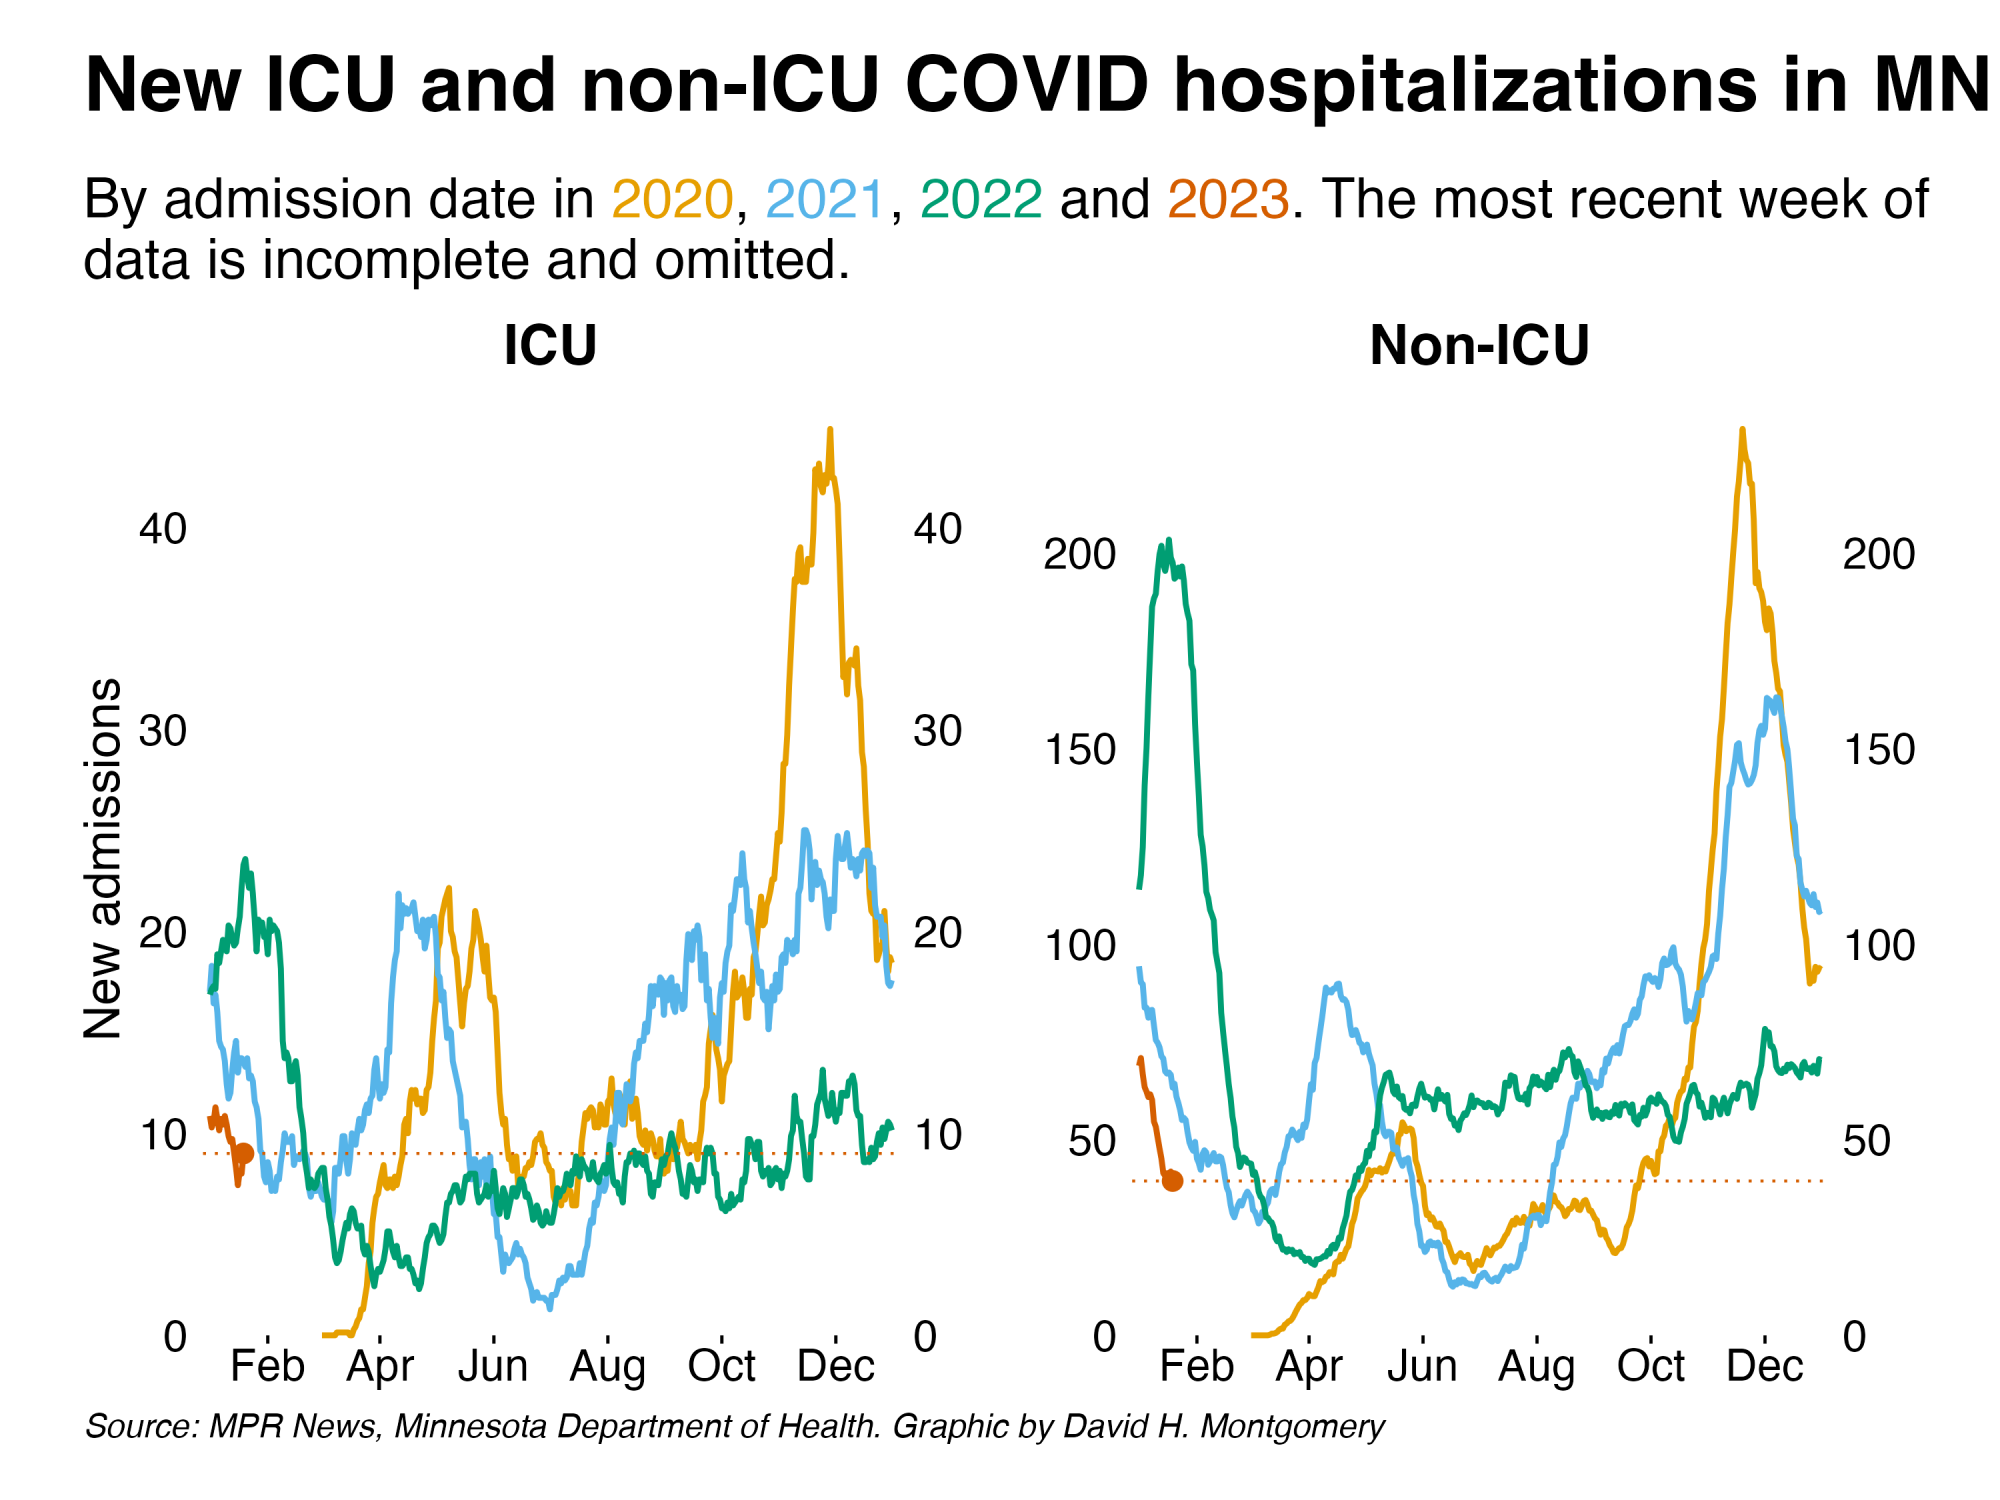 New ICU and non-ICU COVID hospitalizations in MN
By admission date in 2020, 2021, 2022 and 2023. The most recent week of
data is incomplete and omitted.
ICU
Non-ICU
New admissions
40
30
20
10
0
40
30
20
10
0
Feb Apr Jun Aug Oct Dec
200
150
100
50
0
200
150
100
50
0
Feb Apr Jun Aug Oct Dec
Source: MPR News, Minnesota Department of Health. Graphic by David H. Montgomery